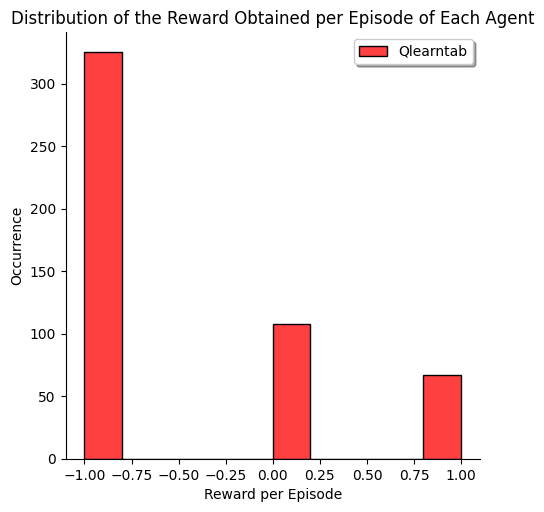 Distribution of the Reward Obtained per Episode of Each Agent
Qlearntab
300
250
200
150
100
50
0
Occurrence
−1.00 −0.75 −0.50 −0.25 0.00 0.25 0.50 0.75 1.00
Reward per Episode